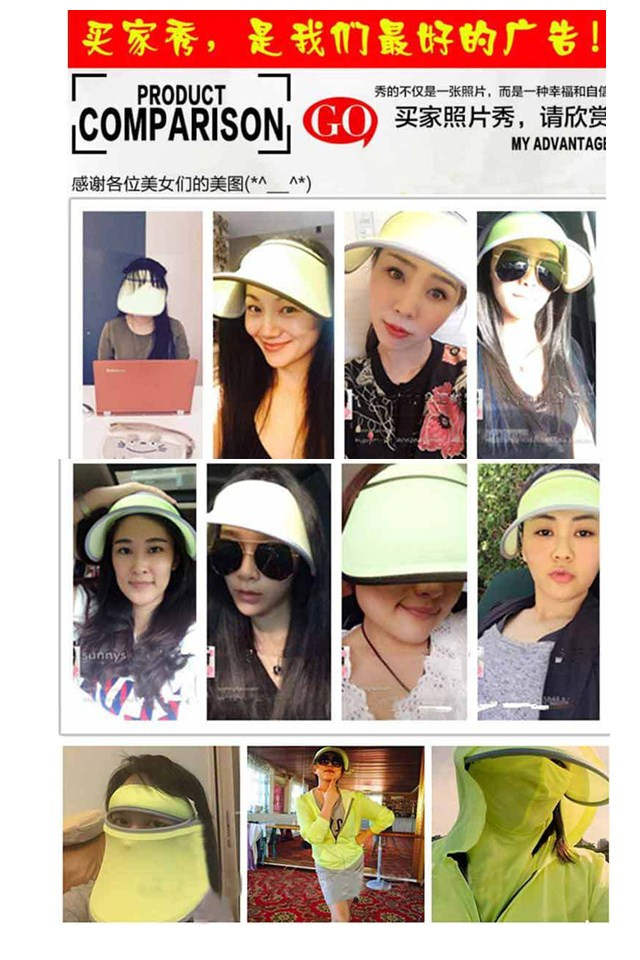 买家秀，是我们最好的广告！
PRODUCT
COMPARISON
GO
秀的不仅是一张照片，而是一种幸福和自信
买家照片秀，请欣赏
MY ADVANTAGE
感谢各位美女们的美图(*^__^*)
sunnys